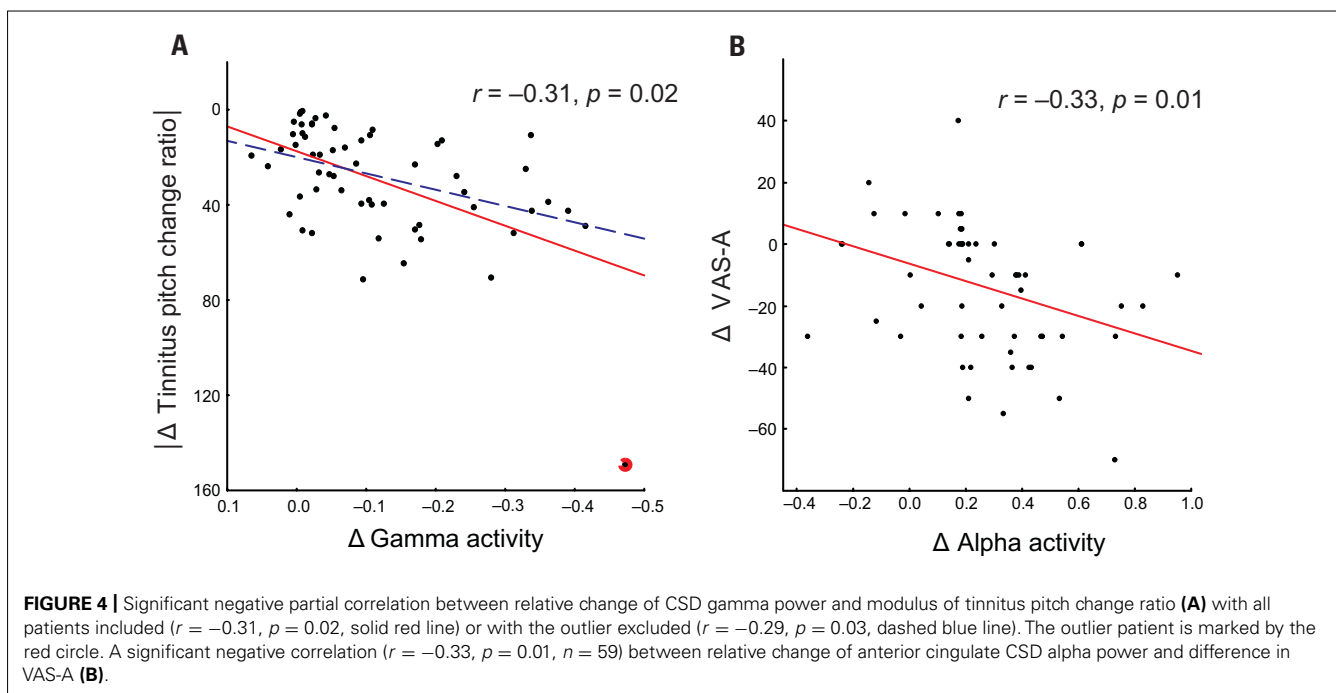 A
r = –0.31, p = 0.02
|Δ Tinnitus pitch change ratio|
0
40
80
120
160
0.1 0.0 –0.1 –0.2 –0.3 –0.4 –0.5
Δ Gamma activity
B
r = –0.33, p = 0.01
Δ VAS-A
40
20
0
–20
–40
–60
–0.4 –0.2 0.0 0.2 0.4 0.6 0.8 1.0
Δ Alpha activity
FIGURE 4 | Significant negative partial correlation between relative change of CSD gamma power and modulus of tinnitus pitch change ratio (A) with all
patients included (r = −0.31, p = 0.02, solid red line) or with the outlier excluded (r = −0.29, p = 0.03, dashed blue line). The outlier patient is marked by the
red circle. A significant negative correlation (r = −0.33, p = 0.01, n = 59) between relative change of anterior cingulate CSD alpha power and difference in
VAS-A (B).